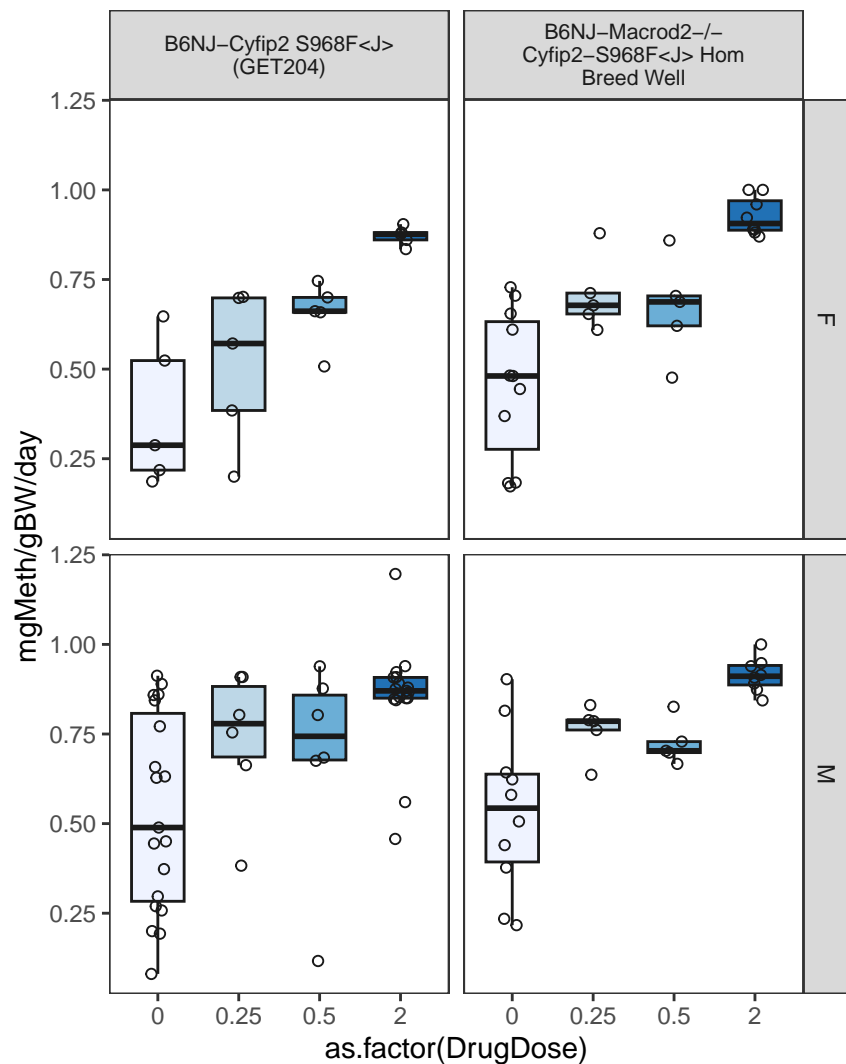 B6NJ−Cyfip2 S968F<J>
(GET204)
B6NJ−Macrod2−/−
Cyfip2−S968F<J> Hom
Breed Well
1.25
1.00
0.75
0.50
0.25
F
1.25
1.00
0.75
0.50
0.25
M
mgMeth/gBW/day
0 0.25 0.5 2
0 0.25 0.5 2
as.factor(DrugDose)